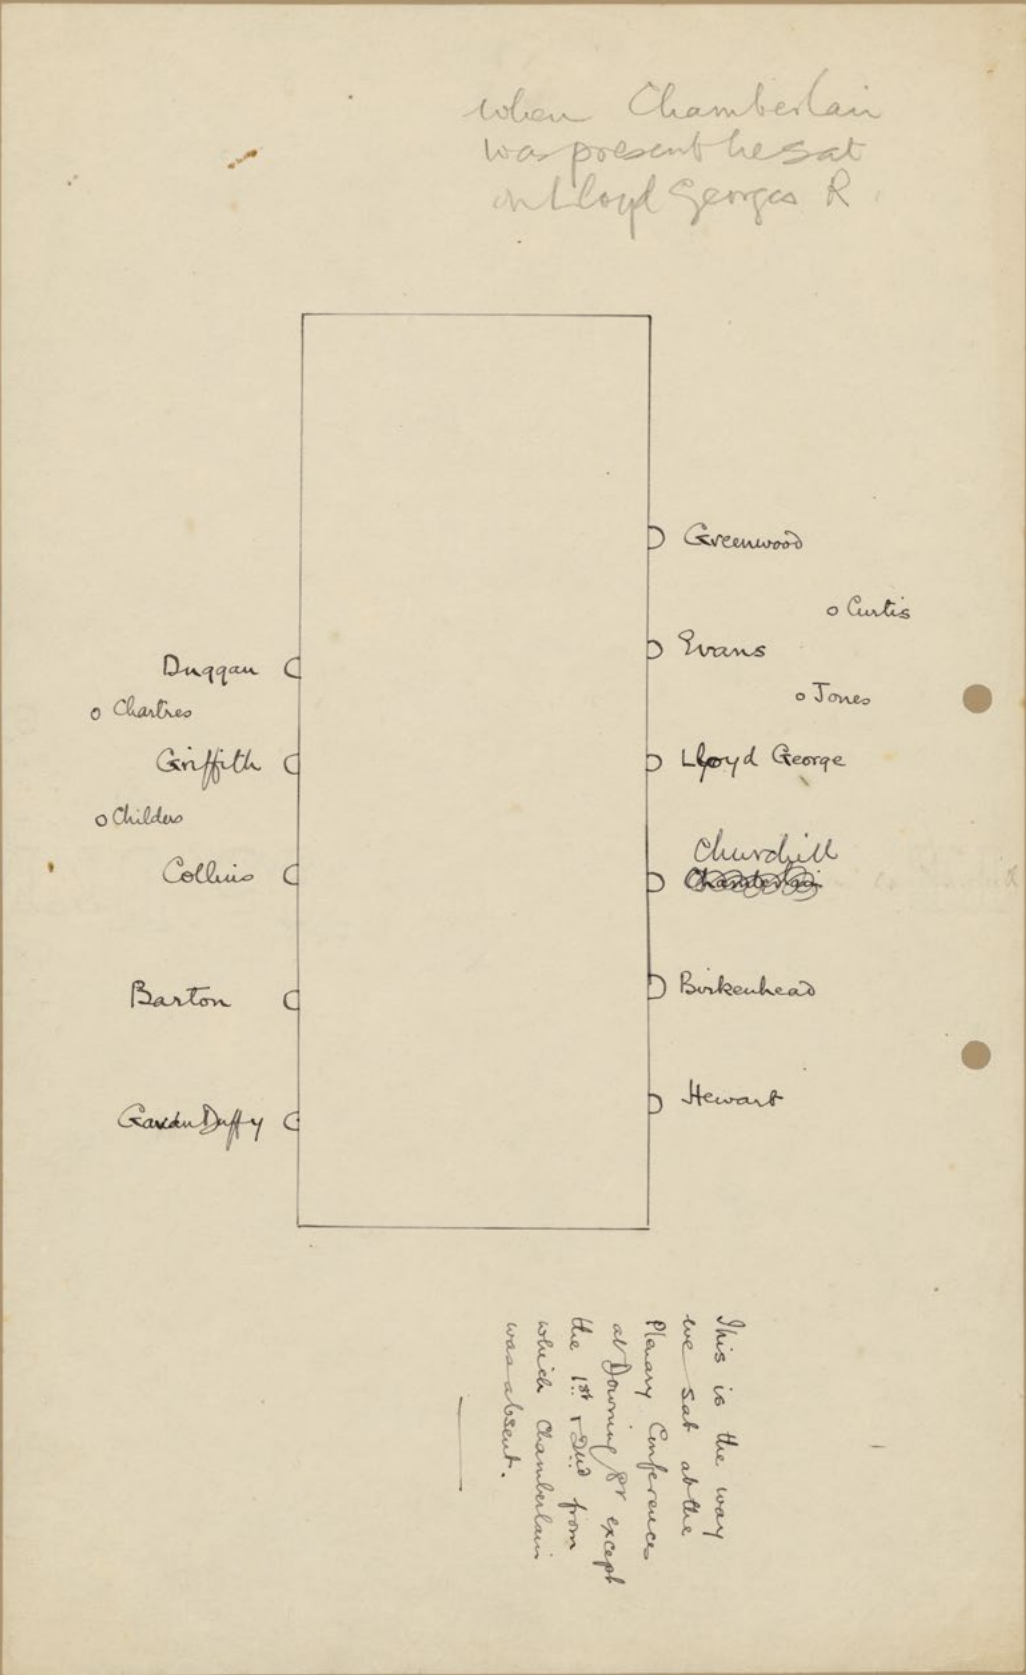 when Chamberlain
was present he sat
on Lloyd Georges R.
Greenwood
Curtis
Evans
Duggan
Jones
Chartres
Griffith
Lloyd George
Childers
Churchill
Collins
Chamberlain
Birkenhead
Barton
Hewart
Gavan Duffy
This is the way
we sat at the
Plenary Conferences
at Downing St except
the 1st & 2nd from
which Chamberlain
was absent.